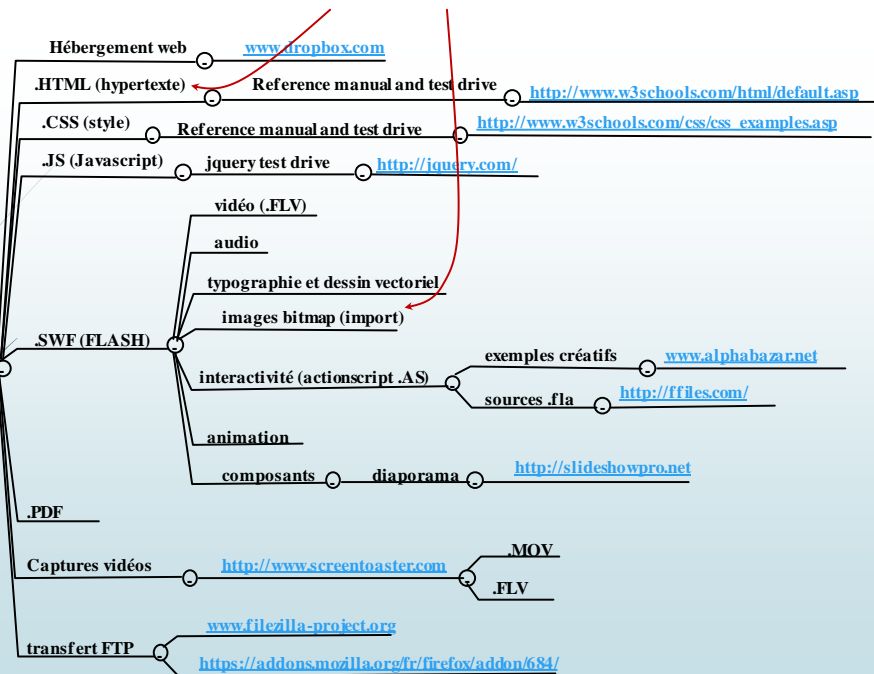 Hébergement web www.dropbox.com
.HTML (hypertexte) Reference manual and test drive http://www.w3schools.com/html/default.asp
.CSS (style) Reference manual and test drive http://www.w3schools.com/css/css_examples.asp
.JS (Javascript) jquery test drive http://jquery.com/
.SWF (FLASH)
vidéo (.FLV)
audio
typographie et dessin vectoriel
images bitmap (import)
interactivité (actionscript .AS)
exemples créatifs www.alphabazar.net
sources .fla http://ffiles.com/
animation
composants diaporama http://slideshowpro.net
.PDF
Captures vidéos http://www.screentoaster.com
.MOV
.FLV
transfert FTP
www.filezilla-project.org
https://addons.mozilla.org/fr/firefox/addon/684/